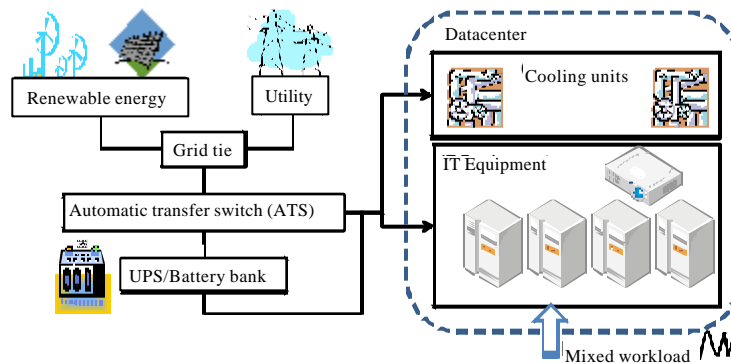 Datacenter
Cooling units
Renewable energy
Utility
Grid tie
IT Equipment
Automatic transfer switch (ATS)
UPS/Battery bank
Mixed workload